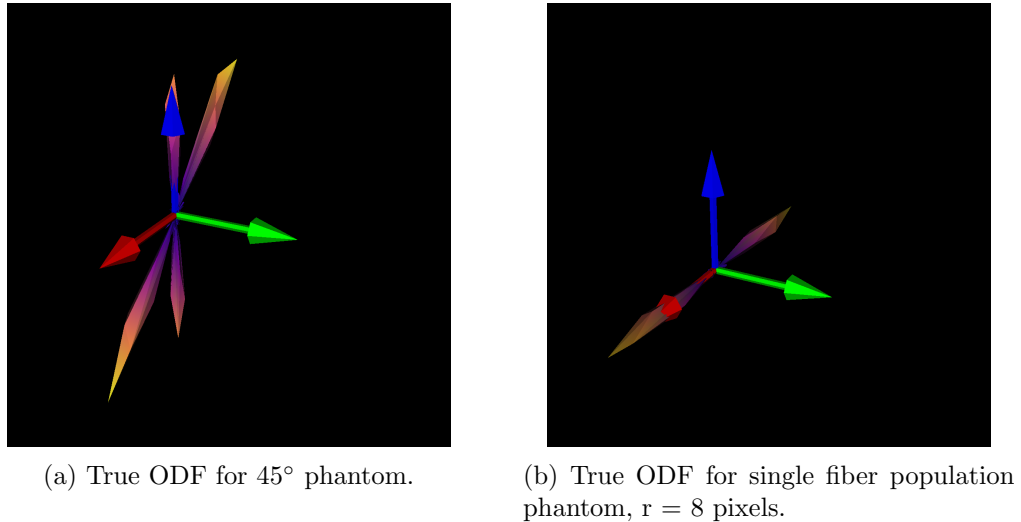 (a) True ODF for 45° phantom.
(b) True ODF for single fiber population
phantom, r = 8 pixels.